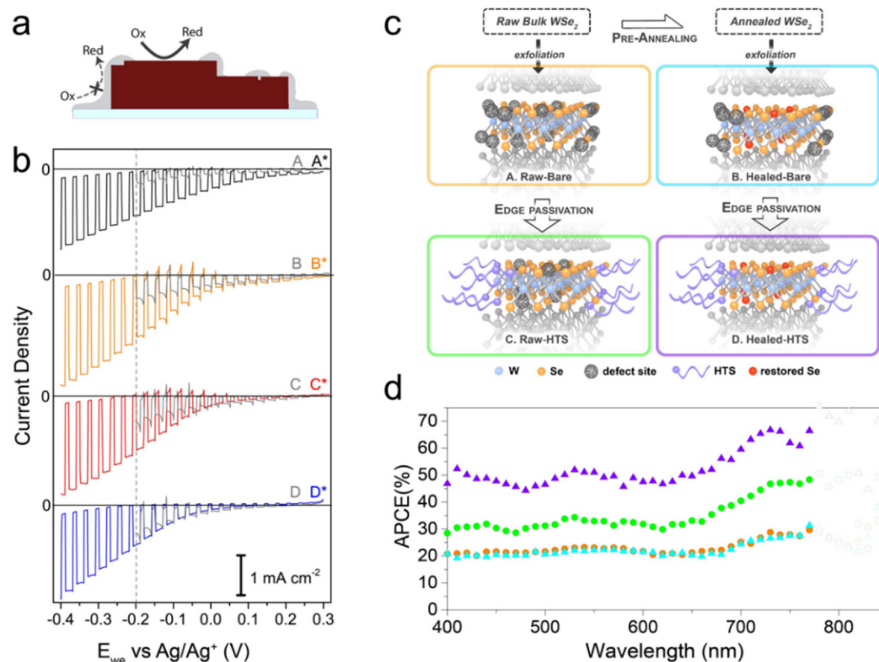 a
Ox
Red
Red
Ox
b
0
A
A*
0
B
B*
0
C
C*
0
D
D*
Current Density
1 mA cm⁻²
-0.4
-0.3
-0.2
-0.1
0.0
0.1
0.2
0.3
E_we vs Ag/Ag⁺ (V)
c
Raw Bulk WSe₂
PRE-ANNEALING
Annealed WSe₂
exfoliation
exfoliation
A. Raw-Bare
B. Healed-Bare
EDGE PASSIVATION
EDGE PASSIVATION
C. Raw-HTS
D. Healed-HTS
W
Se
defect site
HTS
restored Se
d
APCE(%)
70
60
50
40
30
20
10
0
400
500
600
700
800
Wavelength (nm)